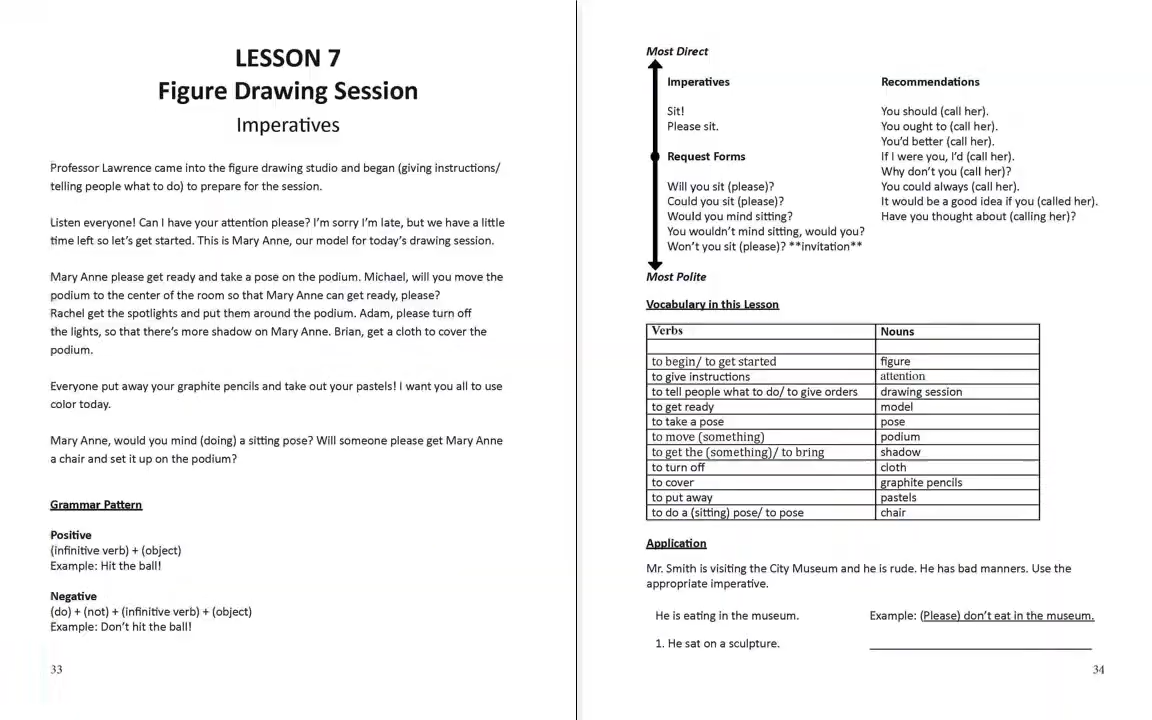 LESSON 7
Figure Drawing Session
Imperatives
Professor Lawrence came into the figure drawing studio and began (giving instructions/
telling people what to do) to prepare for the session.
Listen everyone! Can I have your attention please? I'm sorry I'm late, but we have a little
time left so let's get started. This is Mary Anne, our model for today's drawing session.
Mary Anne please get ready and take a pose on the podium. Michael, will you move the
podium to the center of the room so that Mary Anne can get ready, please?
Rachel get the spotlights and put them around the podium. Adam, please turn off
the lights, so that there's more shadow on Mary Anne. Brian, get a cloth to cover the
podium.
Everyone put away your graphite pencils and take out your pastels! I want you all to use
color today.
Mary Anne, would you mind (doing) a sitting pose? Will someone please get Mary Anne
a chair and set it up on the podium?
Grammar Pattern
Positive
(infinitive verb) + (object)
Example: Hit the ball!
Negative
(do) + (not) + (infinitive verb) + (object)
Example: Don't hit the ball!
33
Most Direct
Imperatives
Sit!
Please sit.
Request Forms
Will you sit (please)?
Could you sit (please)?
Would you mind sitting?
You wouldn't mind sitting, would you?
Won't you sit (please)? **invitation**
Most Polite
Recommendations
You should (call her).
You ought to (call her).
You'd better (call her).
If I were you, I'd (call her).
Why don't you (call her)?
You could always (call her).
It would be a good idea if you (called her).
Have you thought about (calling her)?
Vocabulary in this Lesson
Verbs Nouns
to begin/ to get started figure
to give instructions attention
to tell people what to do/ to give orders drawing session
to get ready model
to take a pose pose
to move (something) podium
to get the (something)/ to bring shadow
to turn off cloth
to cover graphite pencils
to put away pastels
to do a (sitting) pose/ to pose chair
Application
Mr. Smith is visiting the City Museum and he is rude. He has bad manners. Use the
appropriate imperative.
He is eating in the museum. Example: (Please) don't eat in the museum.
1. He sat on a sculpture.
34